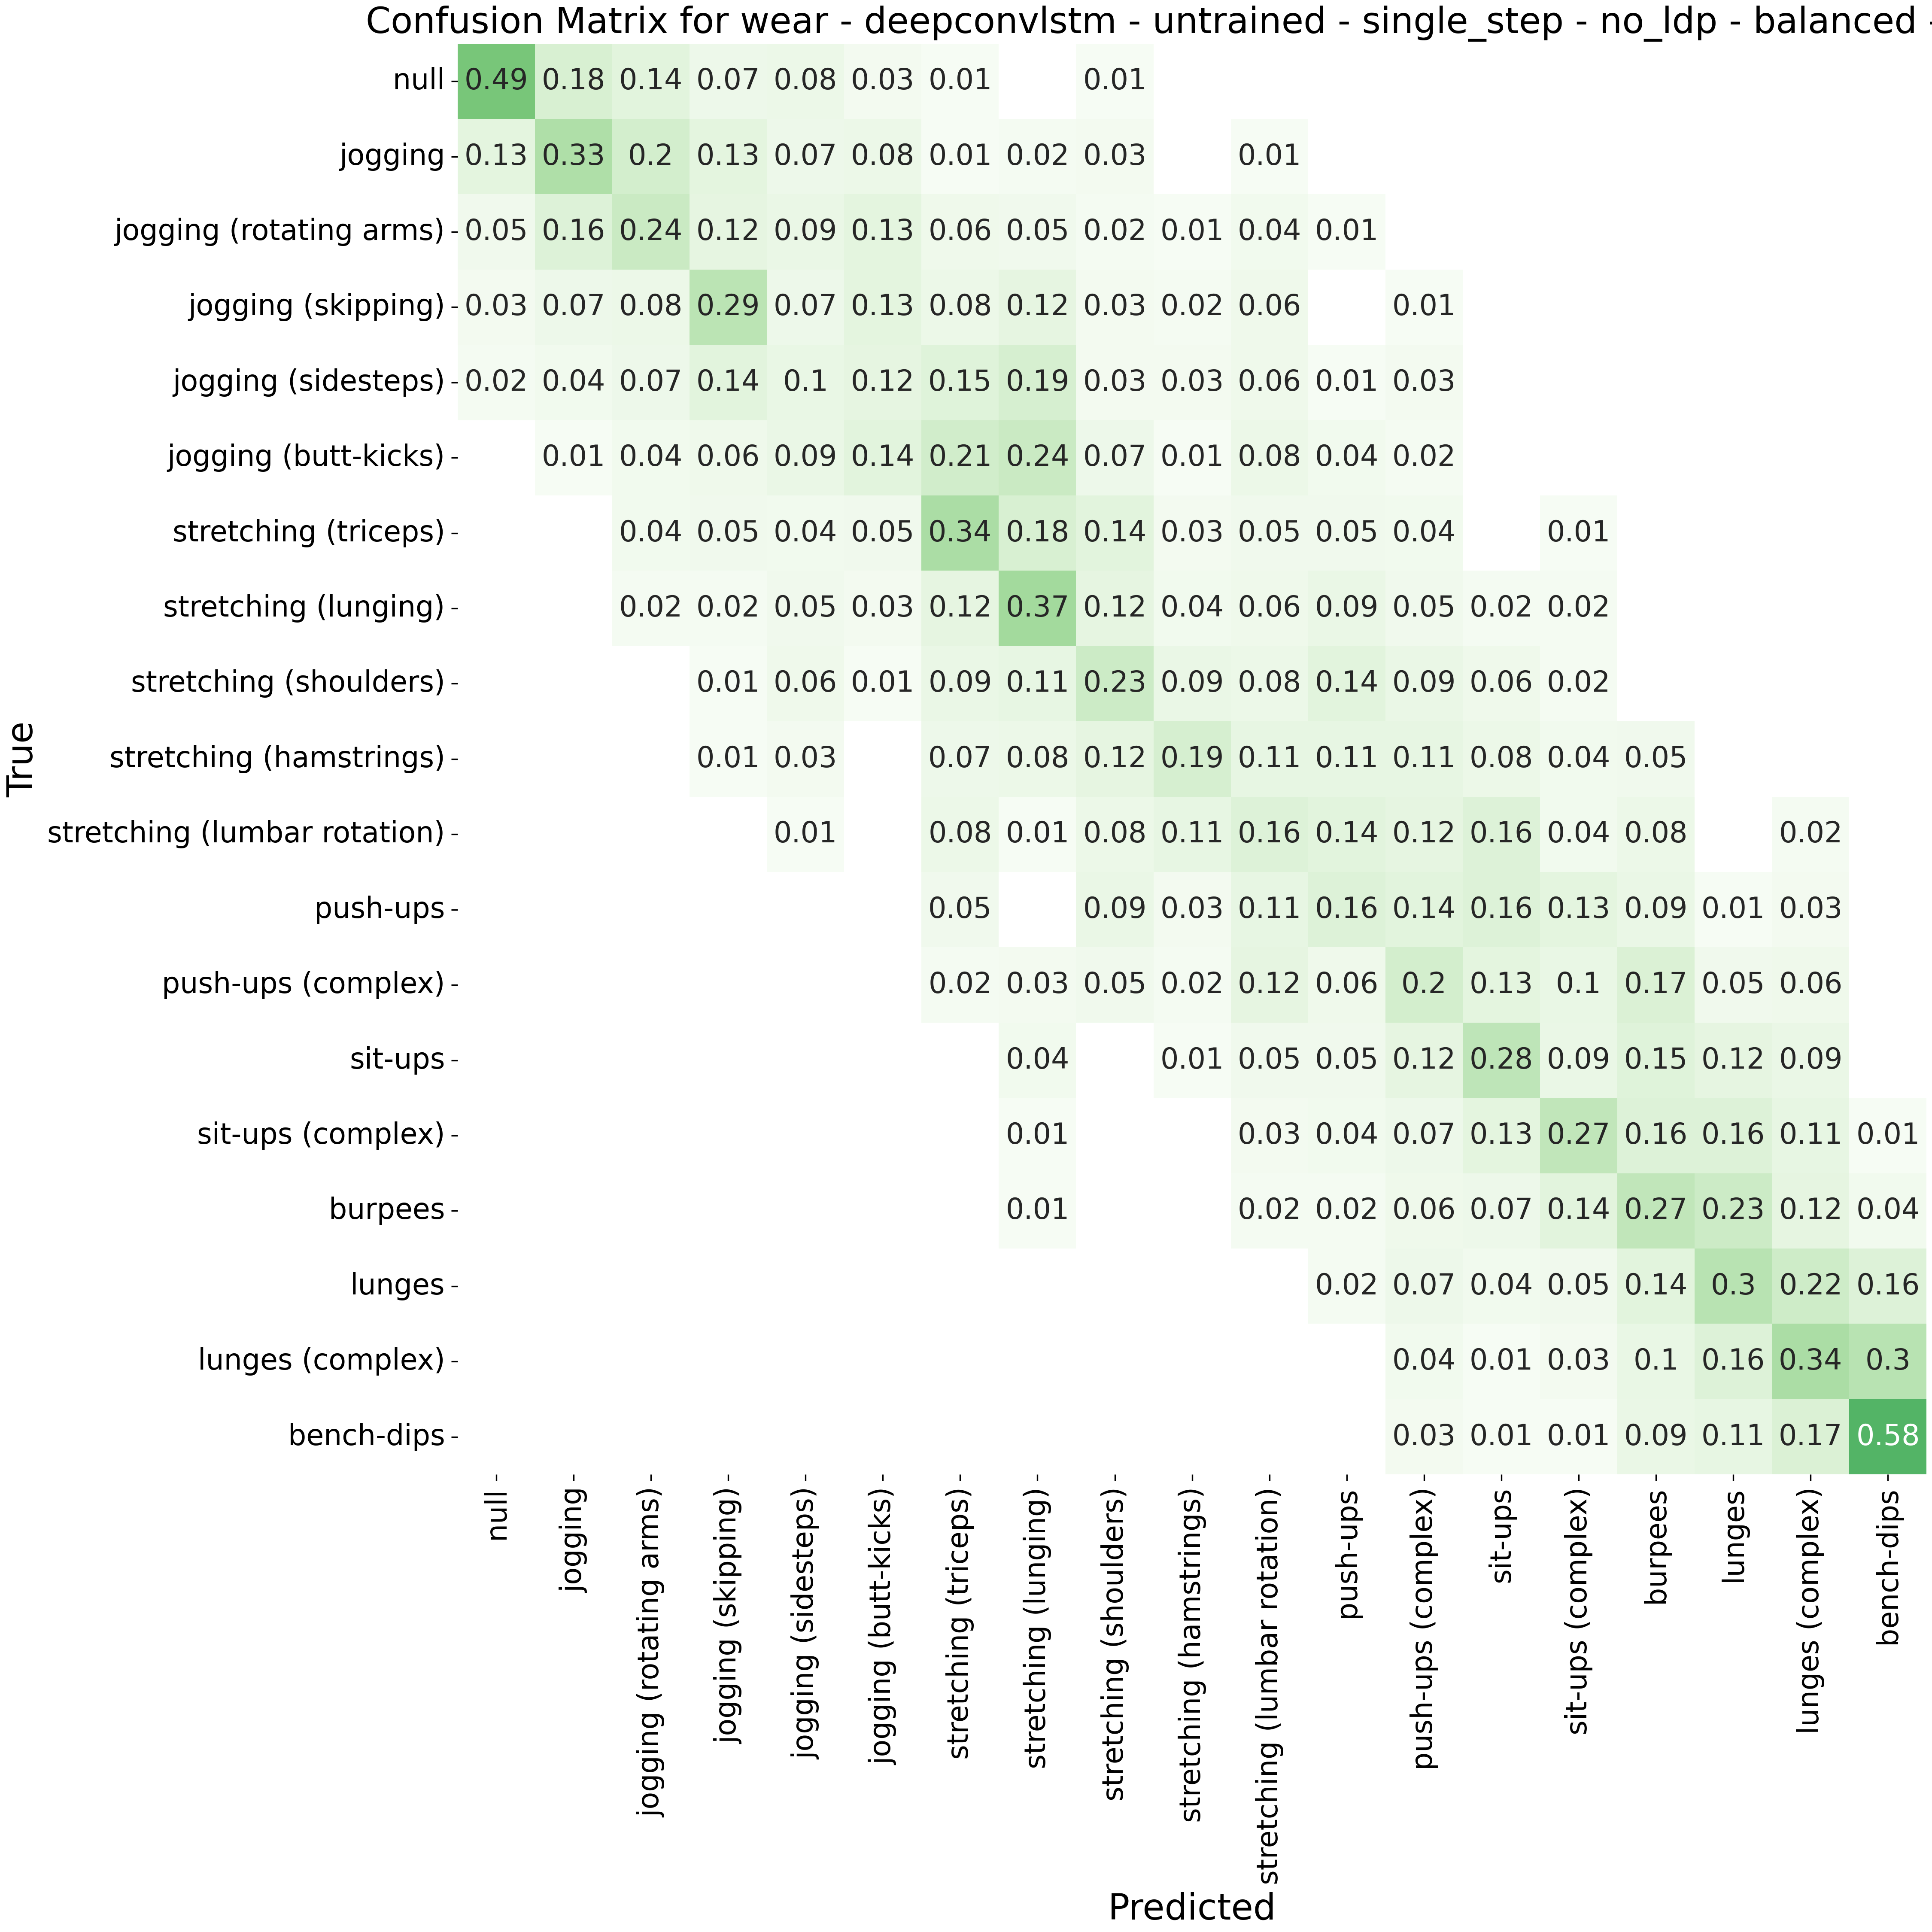 Confusion Matrix for wear - deepconvlstm - untrained - single_step - no_ldp - balanced -
null 0.49 0.18 0.14 0.07 0.08 0.03 0.01 0.01
jogging 0.13 0.33 0.2 0.13 0.07 0.08 0.01 0.02 0.03 0.01
jogging (rotating arms) 0.05 0.16 0.24 0.12 0.09 0.13 0.06 0.05 0.02 0.01 0.04 0.01
jogging (skipping) 0.03 0.07 0.08 0.29 0.07 0.13 0.08 0.12 0.03 0.02 0.06 0.01
jogging (sidesteps) 0.02 0.04 0.07 0.14 0.1 0.12 0.15 0.19 0.03 0.03 0.06 0.01 0.03
jogging (butt-kicks) 0.01 0.04 0.06 0.09 0.14 0.21 0.24 0.07 0.01 0.08 0.04 0.02
stretching (triceps) 0.04 0.05 0.04 0.05 0.34 0.18 0.14 0.03 0.05 0.05 0.04 0.01
stretching (lunging) 0.02 0.02 0.05 0.03 0.12 0.37 0.12 0.04 0.06 0.09 0.05 0.02 0.02
stretching (shoulders) 0.01 0.06 0.01 0.09 0.11 0.23 0.09 0.08 0.14 0.09 0.06 0.02
stretching (hamstrings) 0.01 0.03 0.07 0.08 0.12 0.19 0.11 0.11 0.11 0.08 0.04 0.05
stretching (lumbar rotation) 0.01 0.08 0.01 0.08 0.11 0.16 0.14 0.12 0.16 0.04 0.08 0.02
push-ups 0.05 0.09 0.03 0.11 0.16 0.14 0.16 0.13 0.09 0.01 0.03
push-ups (complex) 0.02 0.03 0.05 0.02 0.12 0.06 0.2 0.13 0.1 0.17 0.05 0.06
sit-ups 0.04 0.01 0.05 0.05 0.12 0.28 0.09 0.15 0.12 0.09
sit-ups (complex) 0.01 0.03 0.04 0.07 0.13 0.27 0.16 0.16 0.11 0.01
burpees 0.01 0.02 0.02 0.06 0.07 0.14 0.27 0.23 0.12 0.04
lunges 0.02 0.07 0.04 0.05 0.14 0.3 0.22 0.16
lunges (complex) 0.04 0.01 0.03 0.1 0.16 0.34 0.3
bench-dips 0.03 0.01 0.01 0.09 0.11 0.17 0.58
True
null
jogging
jogging (rotating arms)
jogging (skipping)
jogging (sidesteps)
jogging (butt-kicks)
stretching (triceps)
stretching (lunging)
stretching (shoulders)
stretching (hamstrings)
stretching (lumbar rotation)
push-ups
push-ups (complex)
sit-ups
sit-ups (complex)
burpees
lunges
lunges (complex)
bench-dips
Predicted